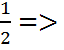 1/2 =>